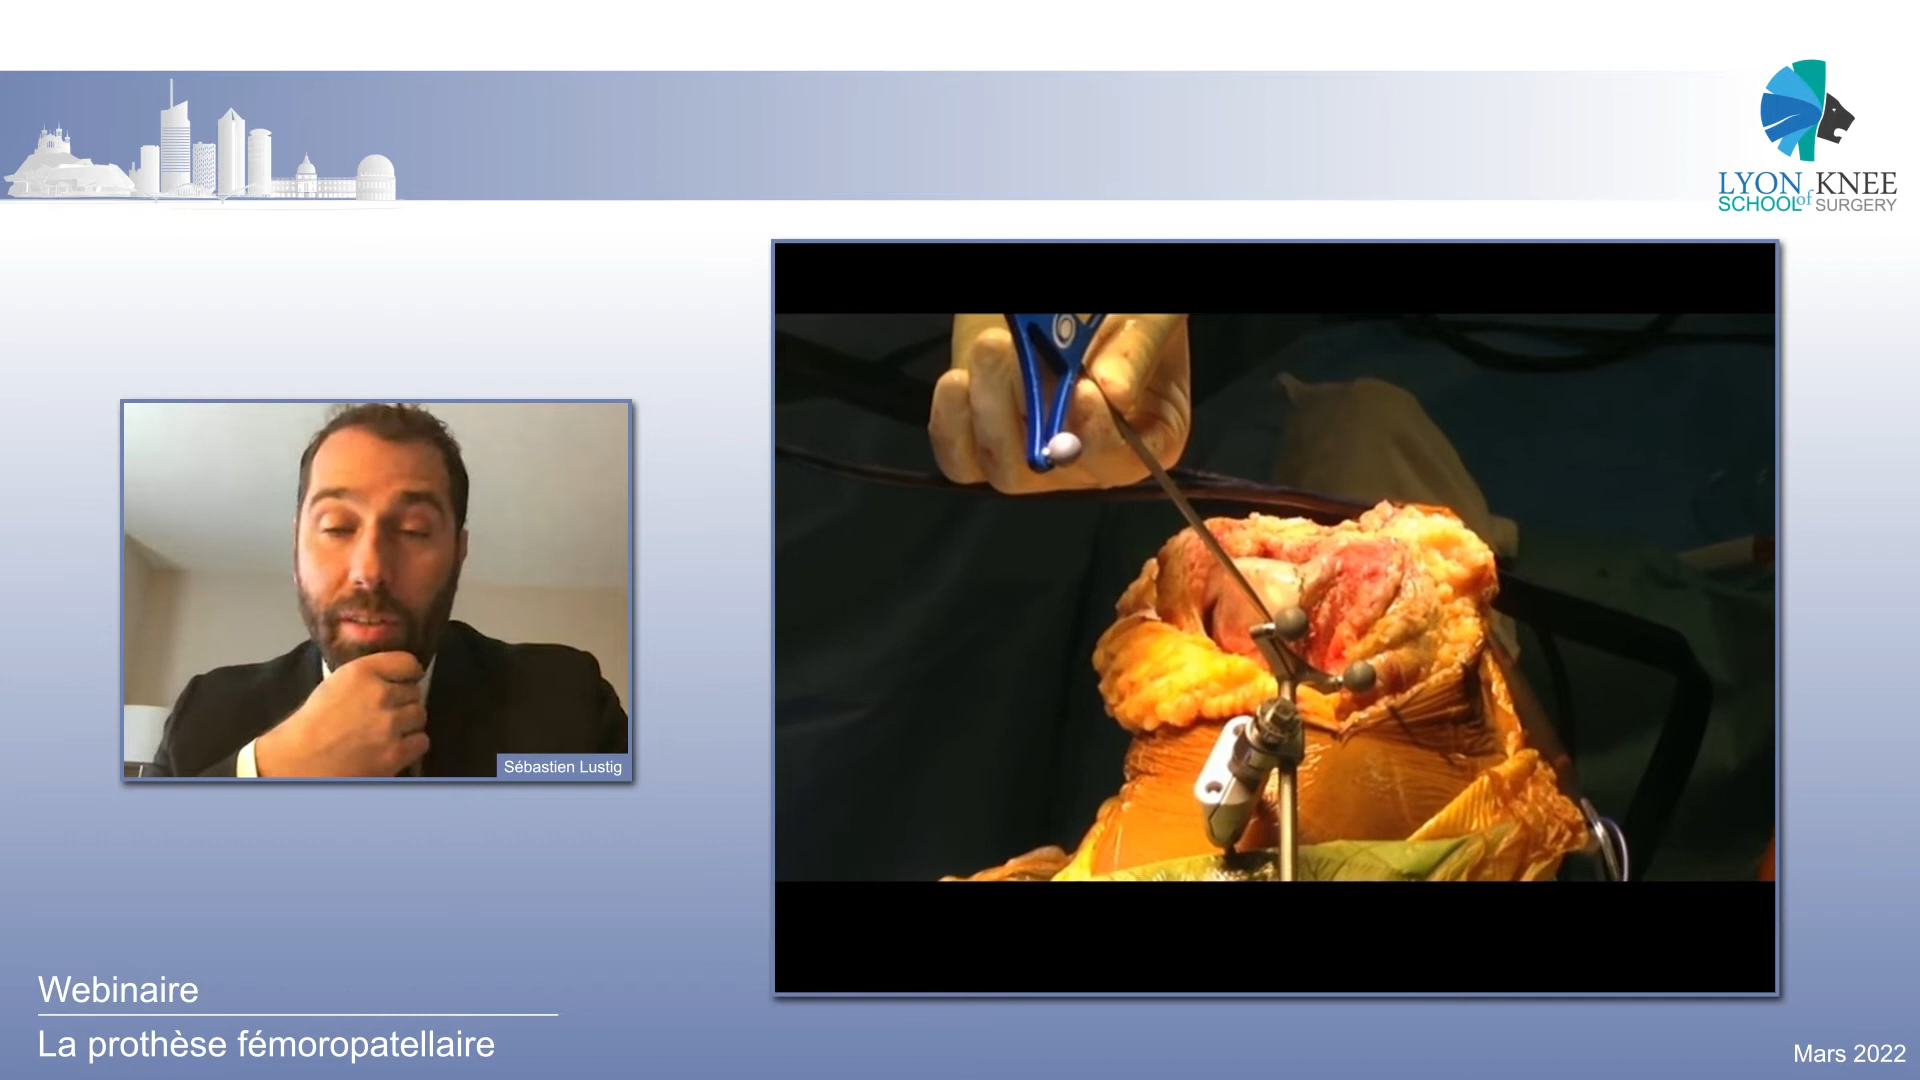 LYON KNEE
SCHOOL of SURGERY
Sébastien Lustig
Webinaire
La prothèse fémoropatellaire
Mars 2022